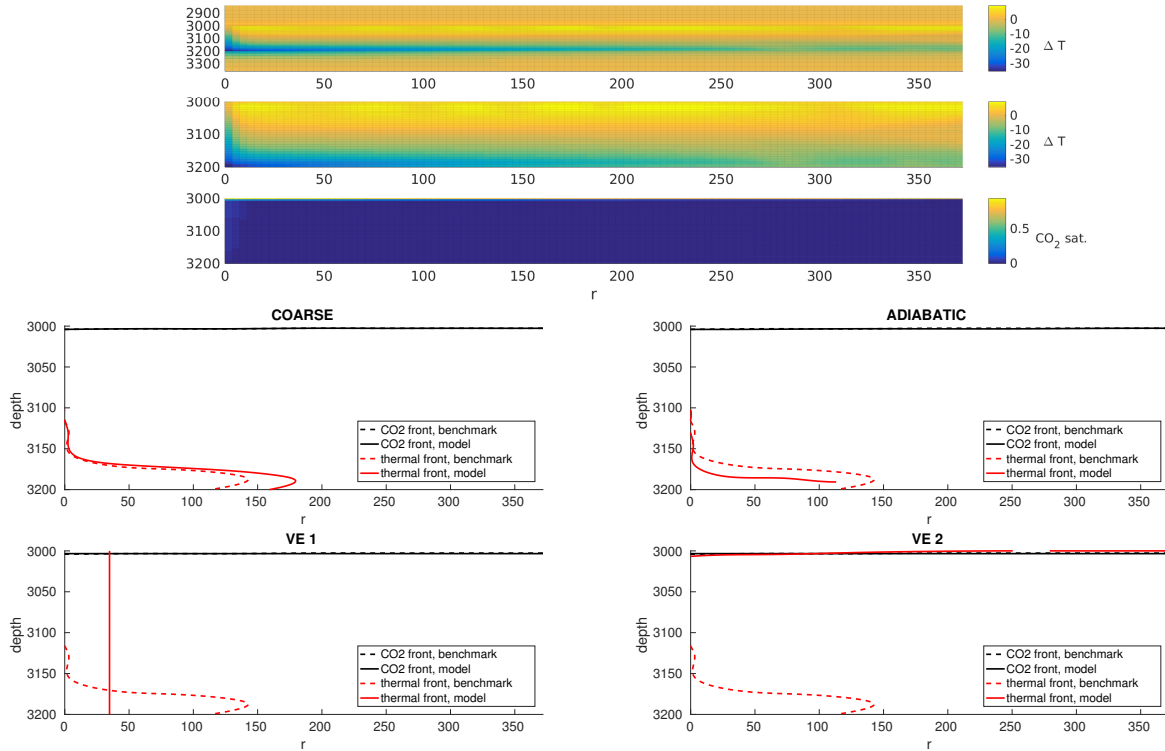 2900
3000
3100
3200
3300
0 50 100 150 200 250 300 350
0
-10
-20
-30
Δ T
3000
3100
3200
0 50 100 150 200 250 300 350
0
-10
-20
-30
Δ T
3000
3100
3200
0 50 100 150 200 250 300 350
r
0.5
0
CO2 sat.
COARSE
3000
3050
3100
3150
3200
depth
0 50 100 150 200 250 300 350
r
CO2 front, benchmark
CO2 front, model
thermal front, benchmark
thermal front, model
ADIABATIC
3000
3050
3100
3150
3200
depth
0 50 100 150 200 250 300 350
r
CO2 front, benchmark
CO2 front, model
thermal front, benchmark
thermal front, model
VE 1
3000
3050
3100
3150
3200
depth
0 50 100 150 200 250 300 350
r
CO2 front, benchmark
CO2 front, model
thermal front, benchmark
thermal front, model
VE 2
3000
3050
3100
3150
3200
depth
0 50 100 150 200 250 300 350
r
CO2 front, benchmark
CO2 front, model
thermal front, benchmark
thermal front, model